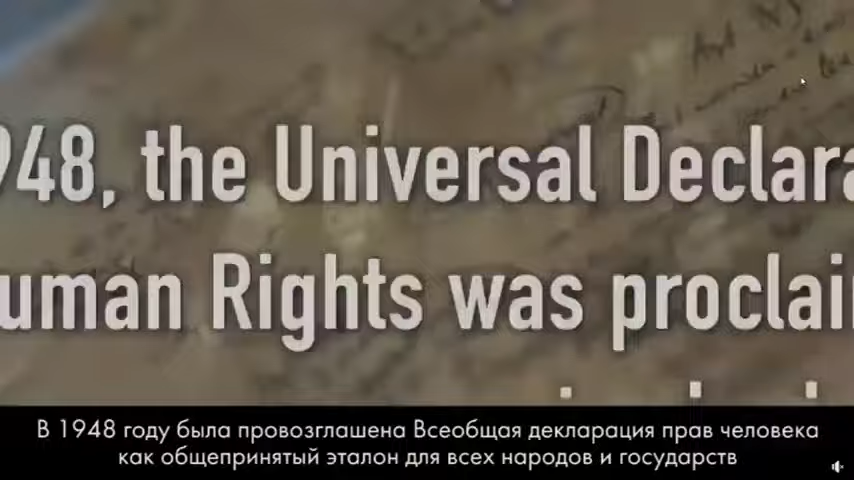 948, the Universal Declara
uman Rights was proclai
В 1948 году была провозглашена Всеобщая декларация прав человека
как общепринятый эталон для всех народов и государств